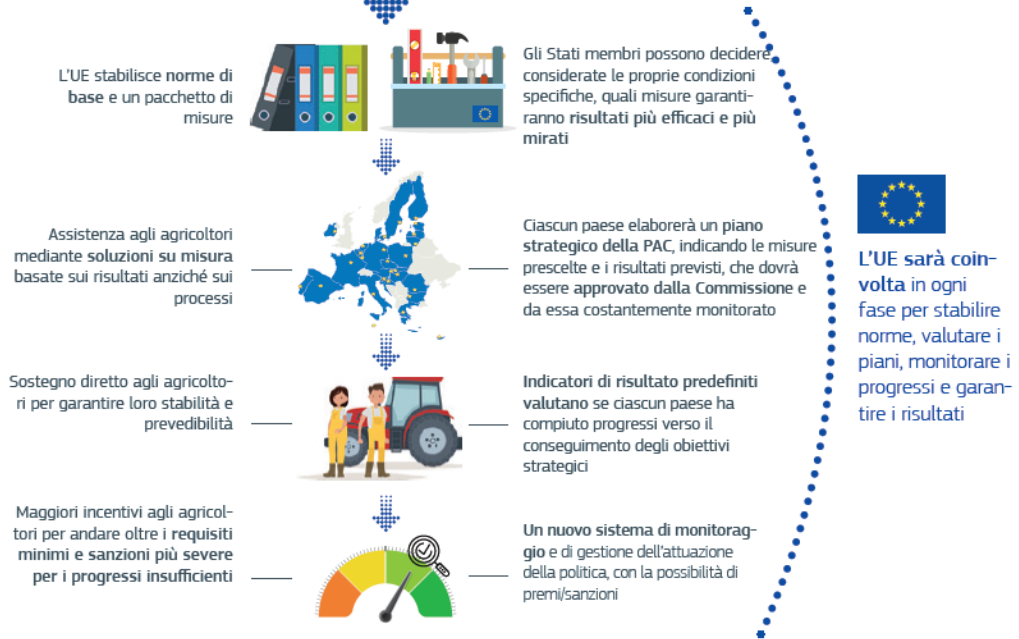 L'UE stabilisce norme di
base e un pacchetto di
misure
Gli Stati membri possono decidere,
considerate le proprie condizioni
specifiche, quali misure garanti-
ranno risultati più efficaci e più
mirati
Assistenza agli agricoltori
mediante soluzioni su misura
basate sui risultati anziché sui
processi
Ciascun paese elaborerà un piano
strategico della PAC, indicando le misure
prescelte e i risultati previsti, che dovrà
essere approvato dalla Commissione e
da essa costantemente monitorato
Sostegno diretto agli agricolto-
ri per garantire loro stabilità e
prevedibilità
Indicatori di risultato predefiniti
valutano se ciascun paese ha
compiuto progressi verso il
conseguimento degli obiettivi
strategici
Maggiori incentivi agli agricol-
tori per andare oltre i requisiti
minimi e sanzioni più severe
per i progressi insufficienti
Un nuovo sistema di monitorag-
gio e di gestione dell'attuazione
della politica, con la possibilità di
premi/sanzioni
L'UE sarà coin-
volta in ogni
fase per stabilire
norme, valutare i
piani, monitorare i
progressi e garan-
tire i risultati